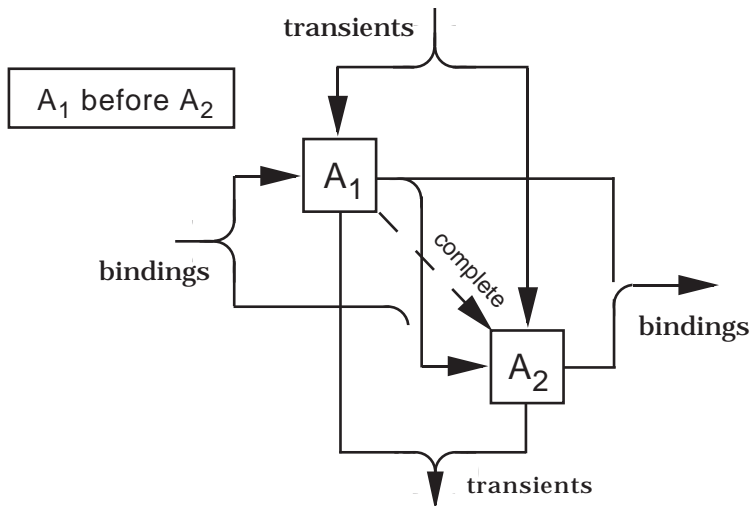 transients
A₁ before A₂
A₁
complete
bindings
bindings
A₂
transients